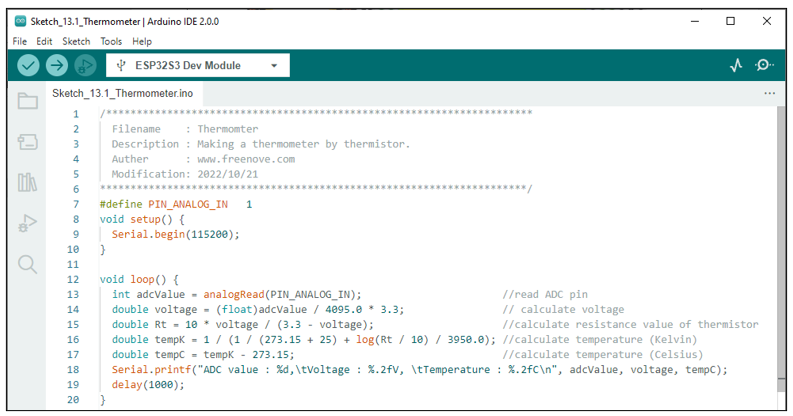 Sketch_13.1_Thermometer | Arduino IDE 2.0.0
File Edit Sketch Tools Help
ESP32S3 Dev Module
Sketch_13.1_Thermometer.ino
1 /**********************************************************************
2   Filename    : Thermomter
3   Description : Making a thermometer by thermistor.
4   Auther      : www.freenove.com
5   Modification: 2022/10/21
6 **********************************************************************/
7 #define PIN_ANALOG_IN   1
8 void setup() {
9   Serial.begin(115200);
10 }
11
12 void loop() {
13   int adcValue = analogRead(PIN_ANALOG_IN);                       //read ADC pin
14   double voltage = (float)adcValue / 4095.0 * 3.3;                // calculate voltage
15   double Rt = 10 * voltage / (3.3 - voltage);                     //calculate resistance value of thermistor
16   double tempK = 1 / (1 / (273.15 + 25) + log(Rt / 10) / 3950.0); //calculate temperature (Kelvin)
17   double tempC = tempK - 273.15;                                  //calculate temperature (Celsius)
18   Serial.printf("ADC value : %d,\tVoltage : %.2fV, \tTemperature : %.2fC\n", adcValue, voltage, tempC);
19   delay(1000);
20 }